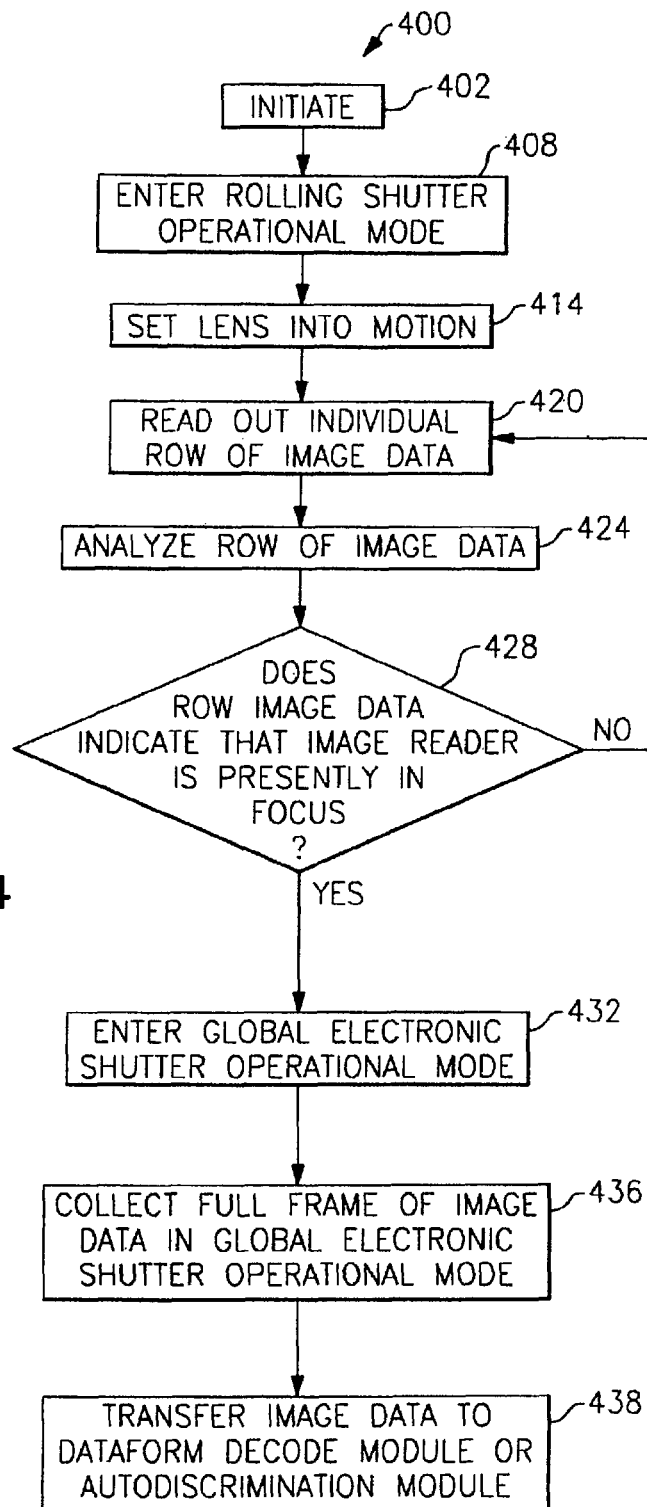 400
INITIATE
402
408
ENTER ROLLING SHUTTER
OPERATIONAL MODE
SET LENS INTO MOTION
414
READ OUT INDIVIDUAL
ROW OF IMAGE DATA
420
ANALYZE ROW OF IMAGE DATA
424
428
DOES
ROW IMAGE DATA
INDICATE THAT IMAGE READER
IS PRESENTLY IN
FOCUS
?
NO
YES
4
ENTER GLOBAL ELECTRONIC
SHUTTER OPERATIONAL MODE
432
COLLECT FULL FRAME OF IMAGE
DATA IN GLOBAL ELECTRONIC
SHUTTER OPERATIONAL MODE
436
TRANSFER IMAGE DATA TO
DATAFORM DECODE MODULE OR
AUTODISCRIMINATION MODULE
438